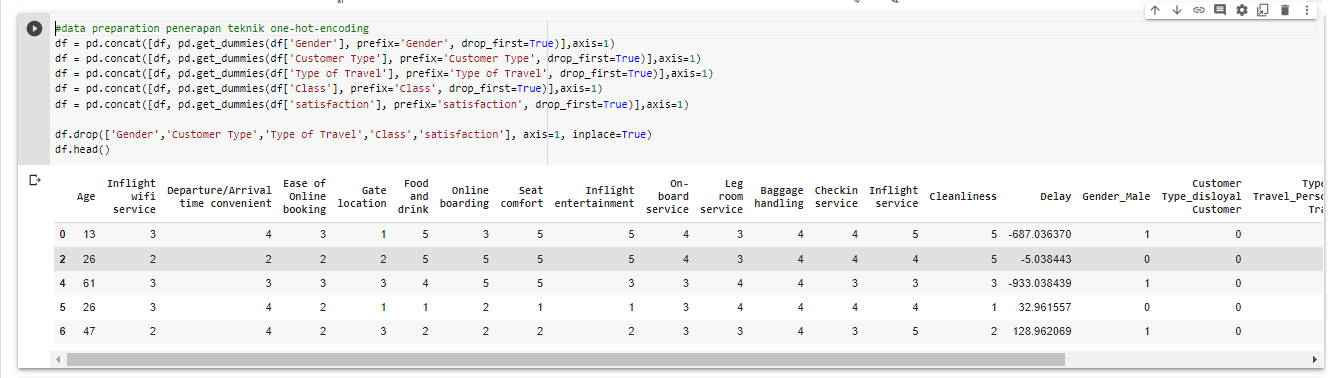 #data preparation penerapan teknik one-hot-encoding
df = pd.concat([df, pd.get_dummies(df['Gender'], prefix='Gender', drop_first=True)],axis=1)
df = pd.concat([df, pd.get_dummies(df['Customer Type'], prefix='Customer Type', drop_first=True)],axis=1)
df = pd.concat([df, pd.get_dummies(df['Type of Travel'], prefix='Type of Travel', drop_first=True)],axis=1)
df = pd.concat([df, pd.get_dummies(df['Class'], prefix='Class', drop_first=True)],axis=1)
df = pd.concat([df, pd.get_dummies(df['satisfaction'], prefix='satisfaction', drop_first=True)],axis=1)
df.drop(['Gender','Customer Type','Type of Travel','Class','satisfaction'], axis=1, inplace=True)
df.head()
Age Inflight wifi service Departure/Arrival time convenient Ease of Online booking Gate location Food and drink Online boarding Seat comfort Inflight entertainment On-board service Leg room service Baggage handling Checkin service Inflight service Cleanliness Delay Gender_Male Customer Type_disloyal Customer Type
0 13 3 4 3 1 5 3 5 5 4 3 4 4 5 5 -687.036370 1 0
2 26 2 2 2 2 5 5 5 5 4 3 4 4 4 5 -5.038443 0 0
4 61 3 3 3 3 4 5 5 3 3 4 4 3 3 3 -933.038439 1 0
5 26 3 4 2 1 1 2 1 1 3 4 4 4 4 1 32.961557 0 0
6 47 2 4 2 3 2 2 2 2 3 3 4 3 5 2 128.962069 1 0